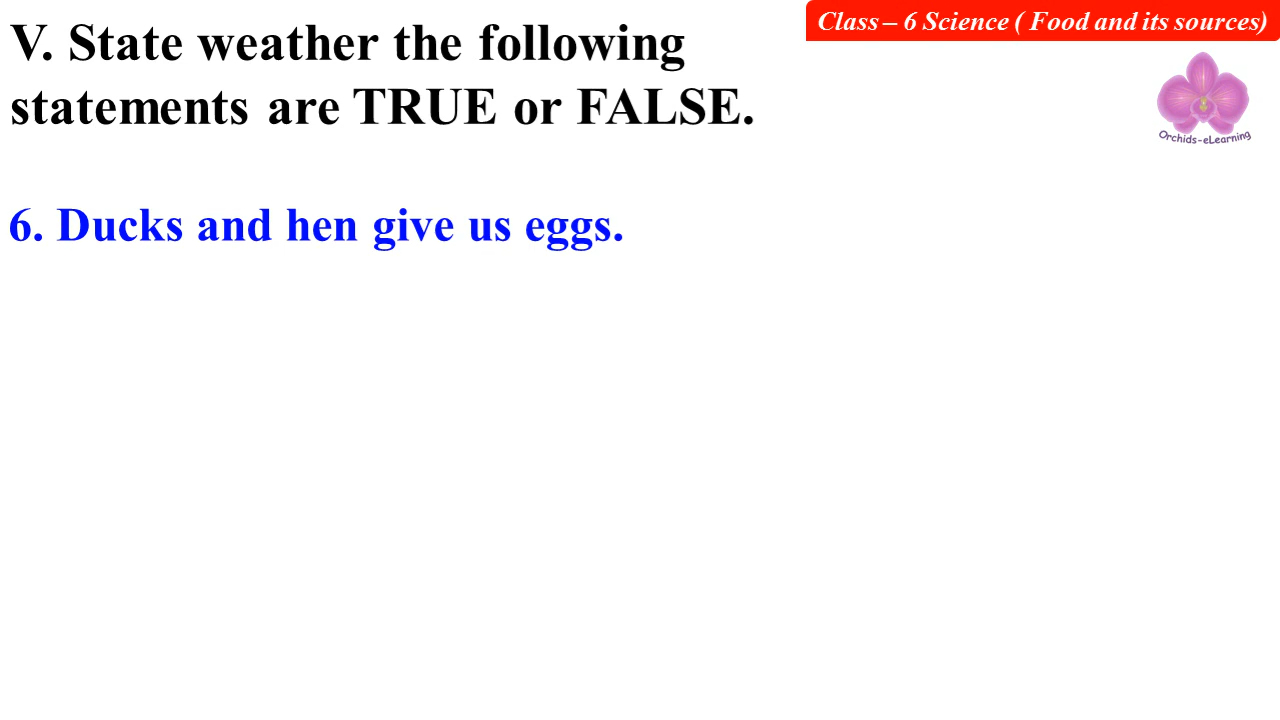 Class – 6 Science ( Food and its sources)
V. State weather the following
statements are TRUE or FALSE.
Orchids-eLearning
6. Ducks and hen give us eggs.